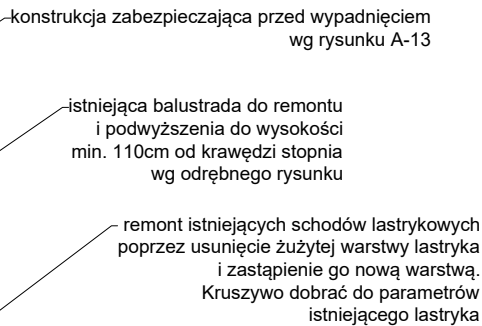 konstrukcja zabezpieczająca przed wypadnięciem
wg rysunku A-13
istniejąca balustrada do remontu
i podwyższenia do wysokości
min. 110cm od krawędzi stopnia
wg odrębnego rysunku
remont istniejących schodów lastrykowych
poprzez usunięcie żużytej warstwy lastryka
i zastąpienie go nową warstwą.
Kruszywo dobrać do parametrów
istniejącego lastryka